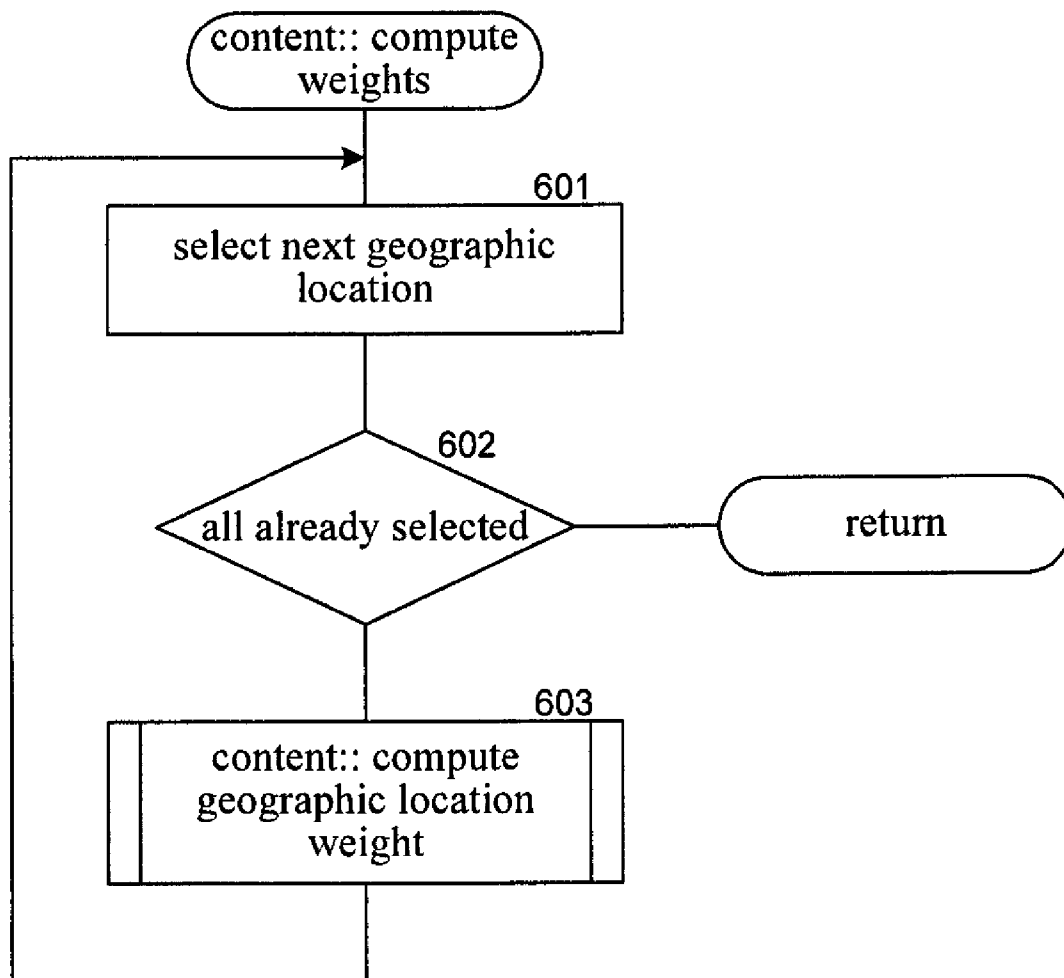 content:: compute
weights
601
select next geographic
location
602
all already selected
return
603
content:: compute
geographic location
weight